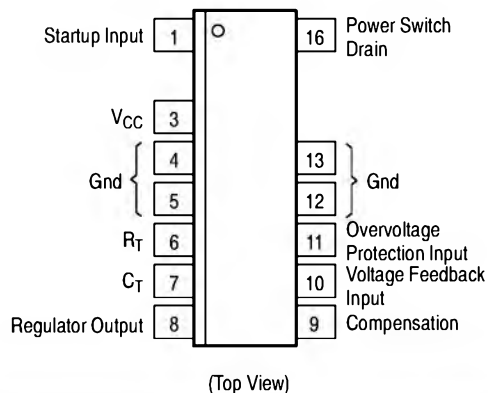 Startup Input 1 16 Power Switch
Drain
V_CC 3
4 13
Gnd Gnd
5 12
R_T 6 11 Overvoltage
Protection Input
C_T 7 10 Voltage Feedback
Input
Regulator Output 8 9 Compensation
(Top View)